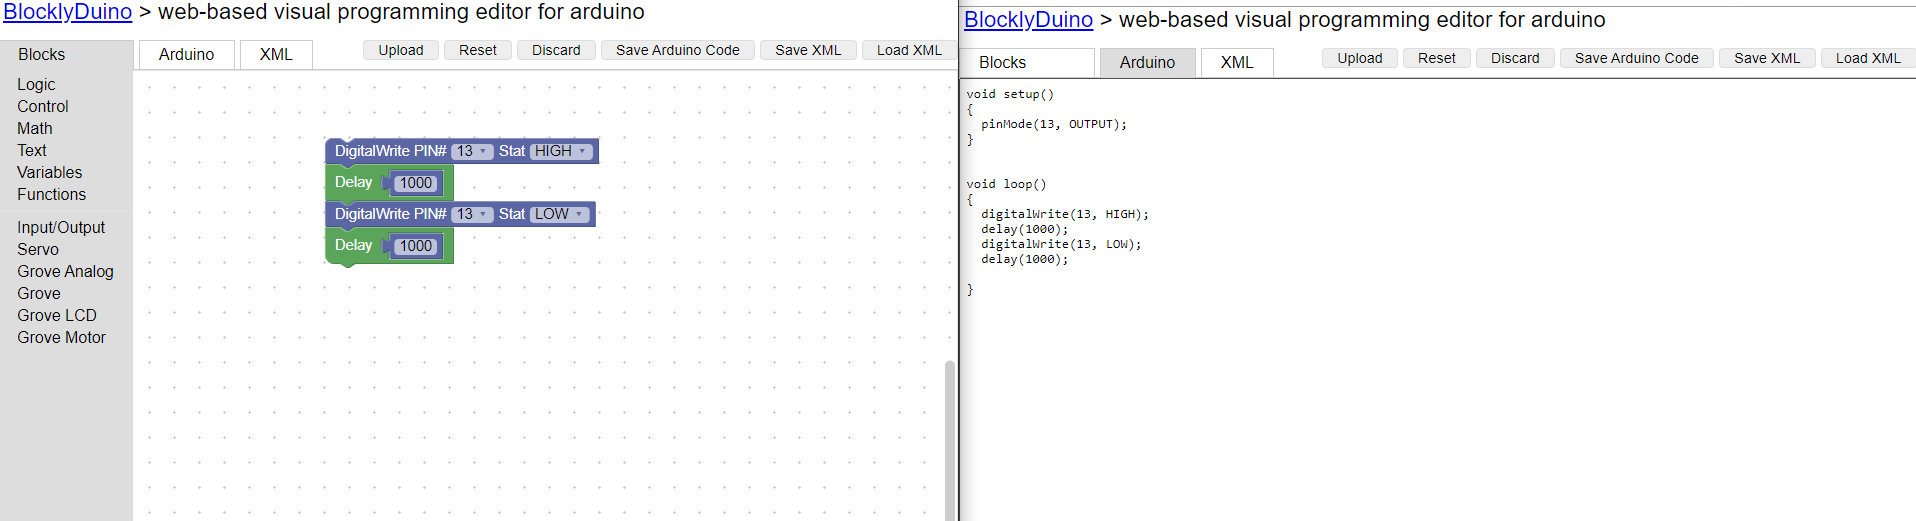 BlocklyDuino > web-based visual programming editor for arduino
Blocks Arduino XML Upload Reset Discard Save Arduino Code Save XML Load XML
Logic
Control
Math
Text
Variables
Functions
Input/Output
Servo
Grove Analog
Grove
Grove LCD
Grove Motor
DigitalWrite PIN# 13 Stat HIGH
Delay 1000
DigitalWrite PIN# 13 Stat LOW
Delay 1000
BlocklyDuino > web-based visual programming editor for arduino
Blocks Arduino XML Upload Reset Discard Save Arduino Code Save XML Load XML
void setup()
{
  pinMode(13, OUTPUT);
}
void loop()
{
  digitalWrite(13, HIGH);
  delay(1000);
  digitalWrite(13, LOW);
  delay(1000);
}